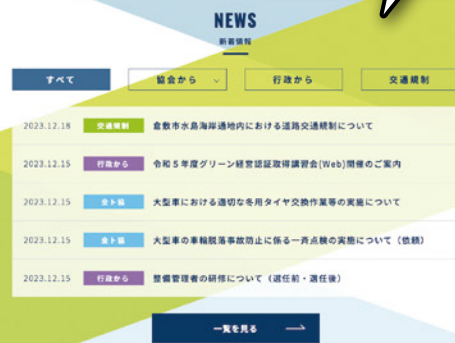 NEWS
新着情報
すべて 協会から 行政から 交通規制
2023.12.18 交通規制 倉敷市水島海岸通地内における道路交通規制について
2023.12.15 行政から 令和5年度グリーン経営認証取得講習会(Web)開催のご案内
2023.12.15 全ト協 大型車における適切な冬用タイヤ交換作業等の実施について
2023.12.15 全ト協 大型車の車輪脱落事故防止に係る一斉点検の実施について（依頼）
2023.12.15 行政から 整備管理者の研修について（選任前・選任後）
一覧を見る